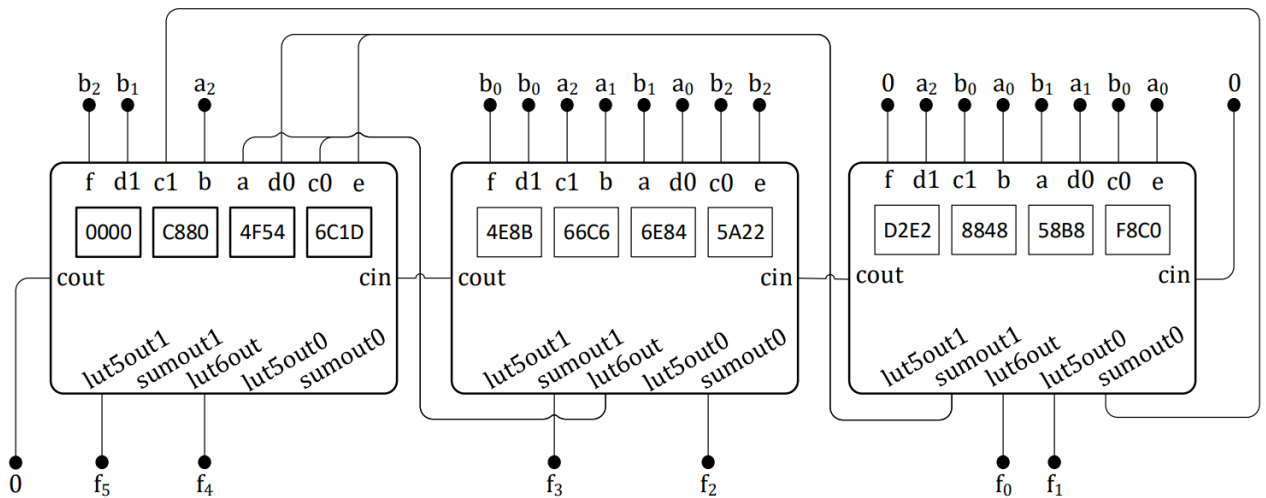 b₂ b₁ a₂ b₀ b₀ a₂ a₁ b₁ a₀ b₂ b₂ 0 a₂ b₀ a₀ b₁ a₁ b₀ a₀ 0
f d1 c1 b a d0 c0 e f d1 c1 b a d0 c0 e f d1 c1 b a d0 c0 e
0000 C880 4F54 6C1D 4E8B 66C6 6E84 5A22 D2E2 8848 58B8 F8C0
cout cin cout cin cout cin
lut5out1 sumout1 lut6out lut5out0 sumout0 lut5out1 sumout1 lut6out lut5out0 sumout0 lut5out1 sumout1 lut6out lut5out0 sumout0
0 f₅ f₄ f₃ f₂ f₀ f₁